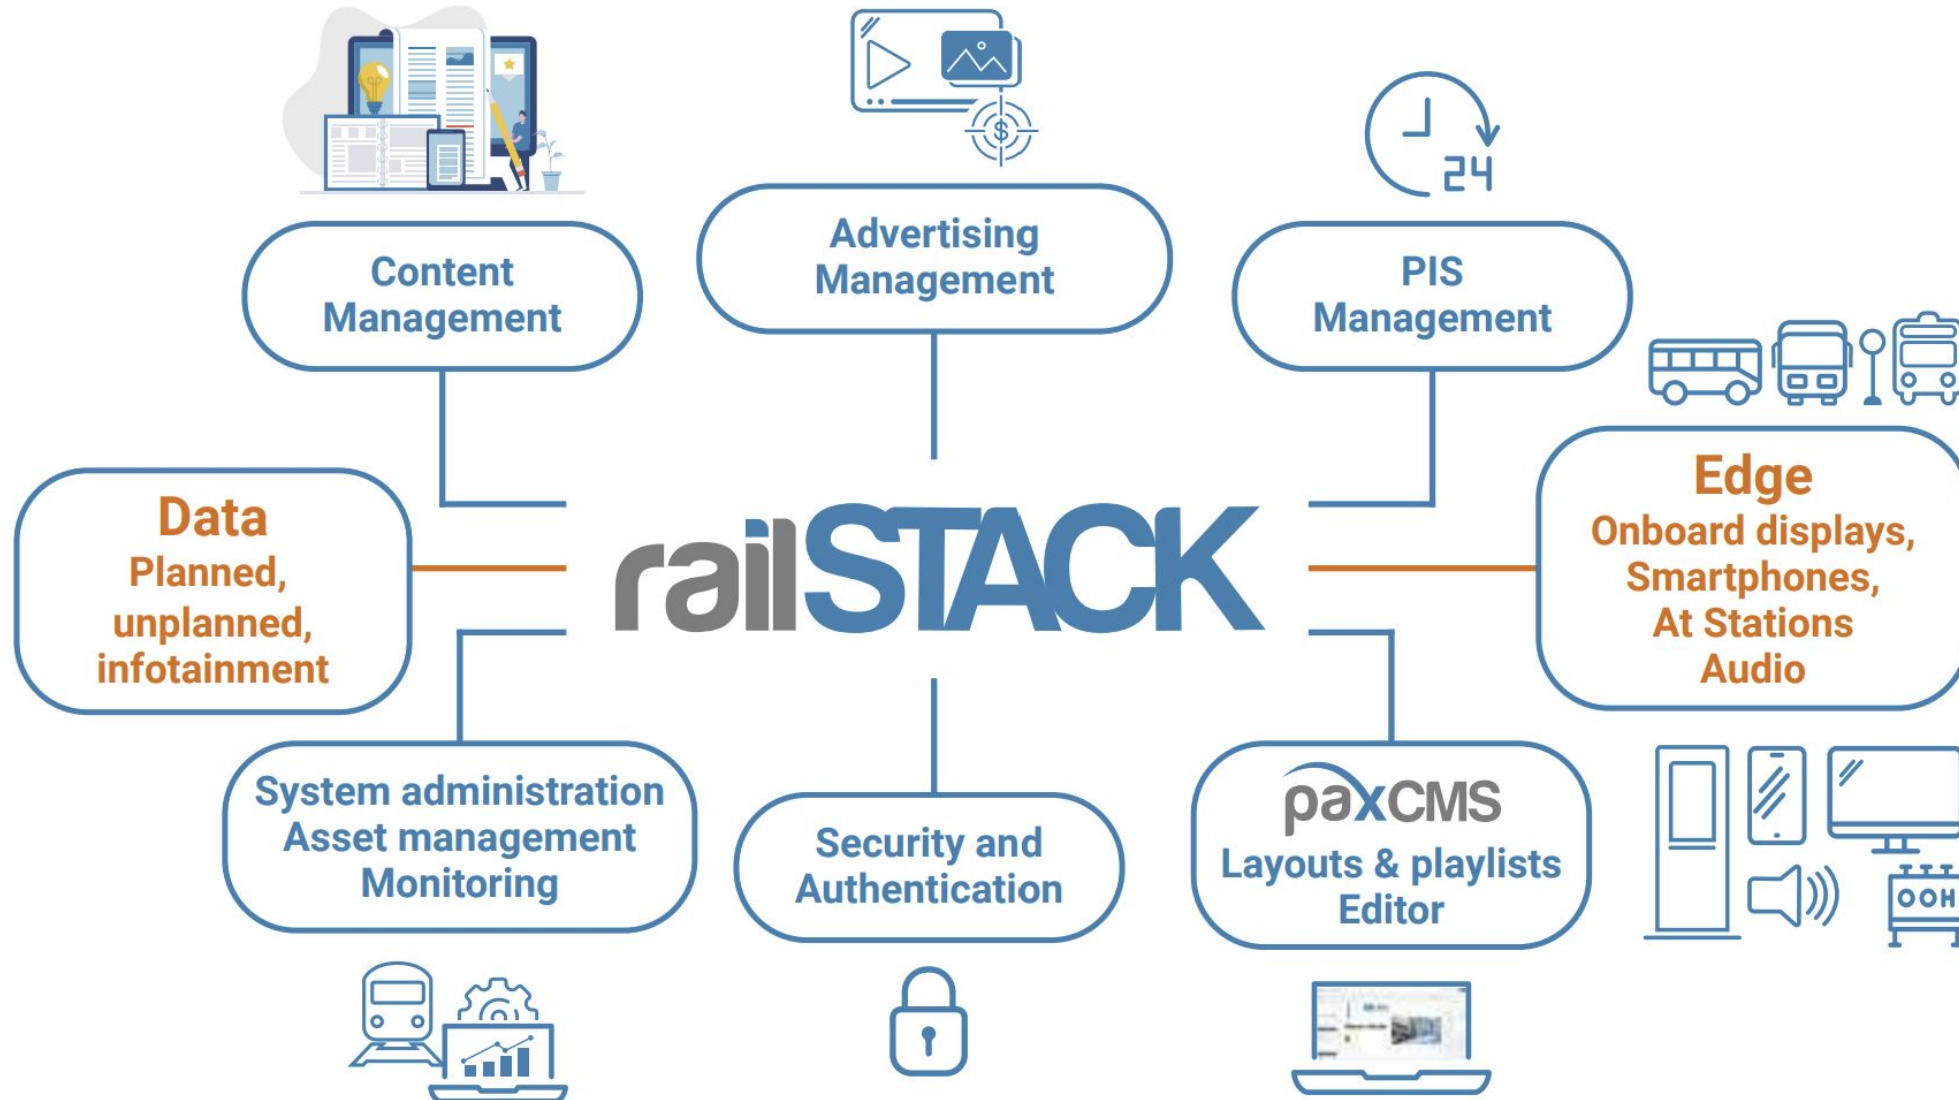 $
24
Content
Management
Advertising
Management
PIS
Management
Data
Planned,
unplanned,
infotainment
railSTACK
Edge
Onboard displays,
Smartphones,
At Stations
Audio
System administration
Asset management
Monitoring
Security and
Authentication
paxCMS
Layouts & playlists
Editor
OOH